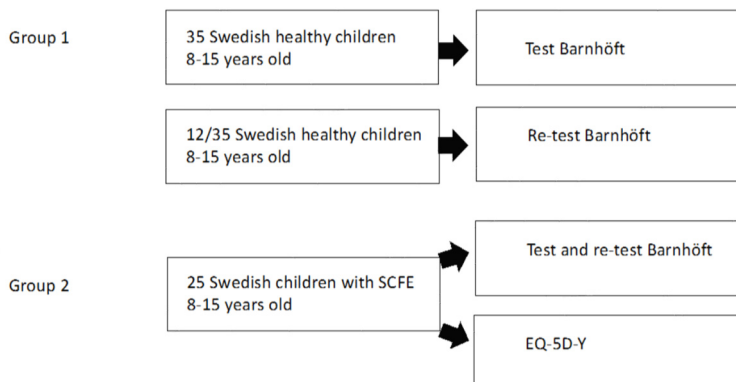 Group 1
35 Swedish healthy children
8-15 years old
Test Barnhöft
12/35 Swedish healthy children
8-15 years old
Re-test Barnhöft
Group 2
25 Swedish children with SCFE
8-15 years old
Test and re-test Barnhöft
EQ-5D-Y